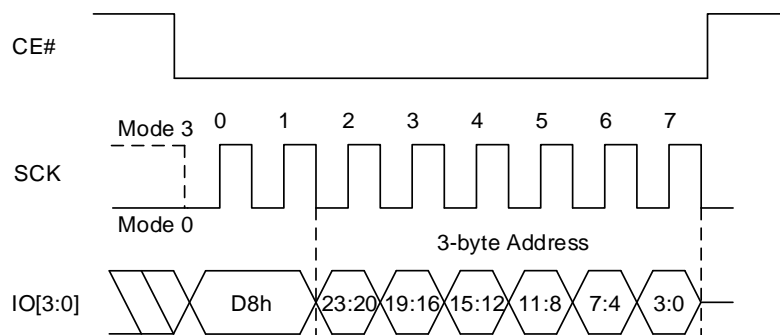 CE#
Mode 3 0 1 2 3 4 5 6 7
SCK
Mode 0
3-byte Address
IO[3:0] D8h 23:20 19:16 15:12 11:8 7:4 3:0